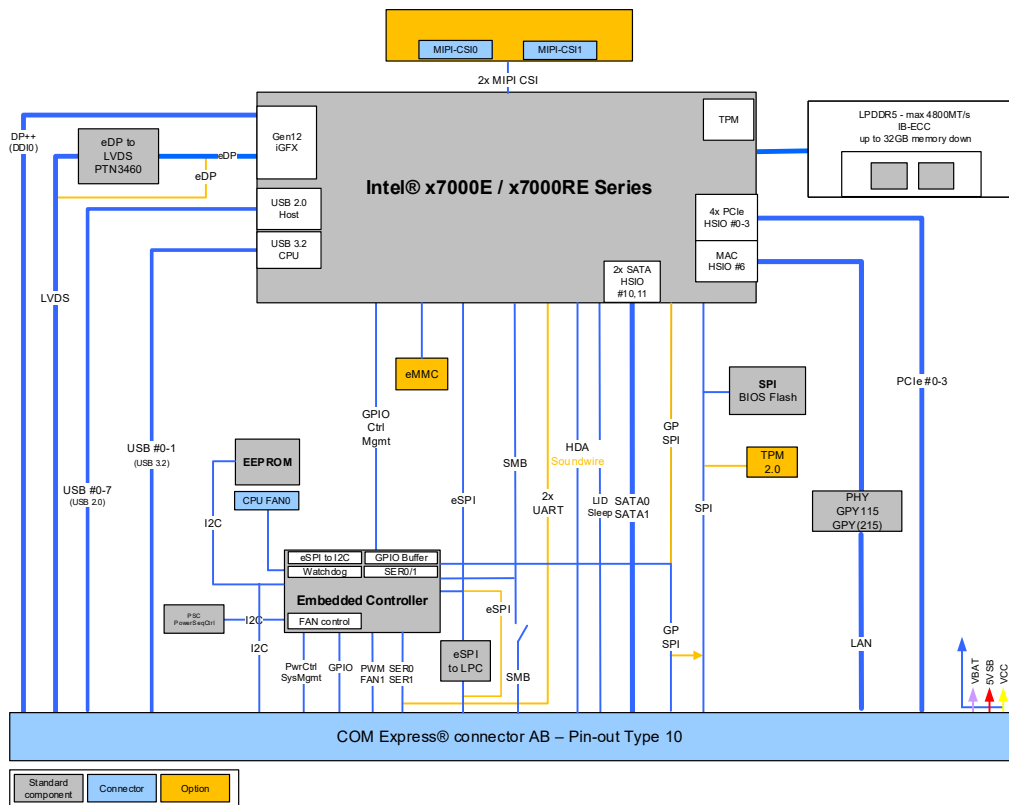 MIPI-CSI0
MIPI-CSI1
2x MIPI CSI
DP++
(DDI0)
eDP to
LVDS
PTN3460
eDP
eDP
Gen12
iGFX
TPM
LPDDR5 - max 4800MT/s
IB-ECC
up to 32GB memory down
Intel® x7000E / x7000RE Series
USB 2.0
Host
USB 3.2
CPU
4x PCIe
HSIO #0-3
MAC
HSIO #6
2x SATA
HSIO
#10,11
LVDS
eMMC
SPI
BIOS Flash
PCIe #0-3
GPIO
Ctrl
Mgmt
GP
SPI
USB #0-1
(USB 3.2)
HDA
Soundwire
EEPROM
SMB
TPM
2.0
USB #0-7
(USB 2.0)
CPU FAN0
eSPI
2x
UART
LID
Sleep
SATA0
SATA1
SPI
PHY
GPY115
GPY(215)
I2C
eSPI to I2C
GPIO Buffer
Watchdog
SER0/1
Embedded Controller
FAN control
PSC
PowerSeqCtrl
I2C
I2C
eSPI
eSPI
to LPC
GP
SPI
LAN
PwrCtrl
SysMgmt
GPIO
PWM
FAN1
SER0
SER1
SMB
VBAT
5VSB
VCC
COM Express® connector AB – Pin-out Type 10
Standard
component
Connector
Option